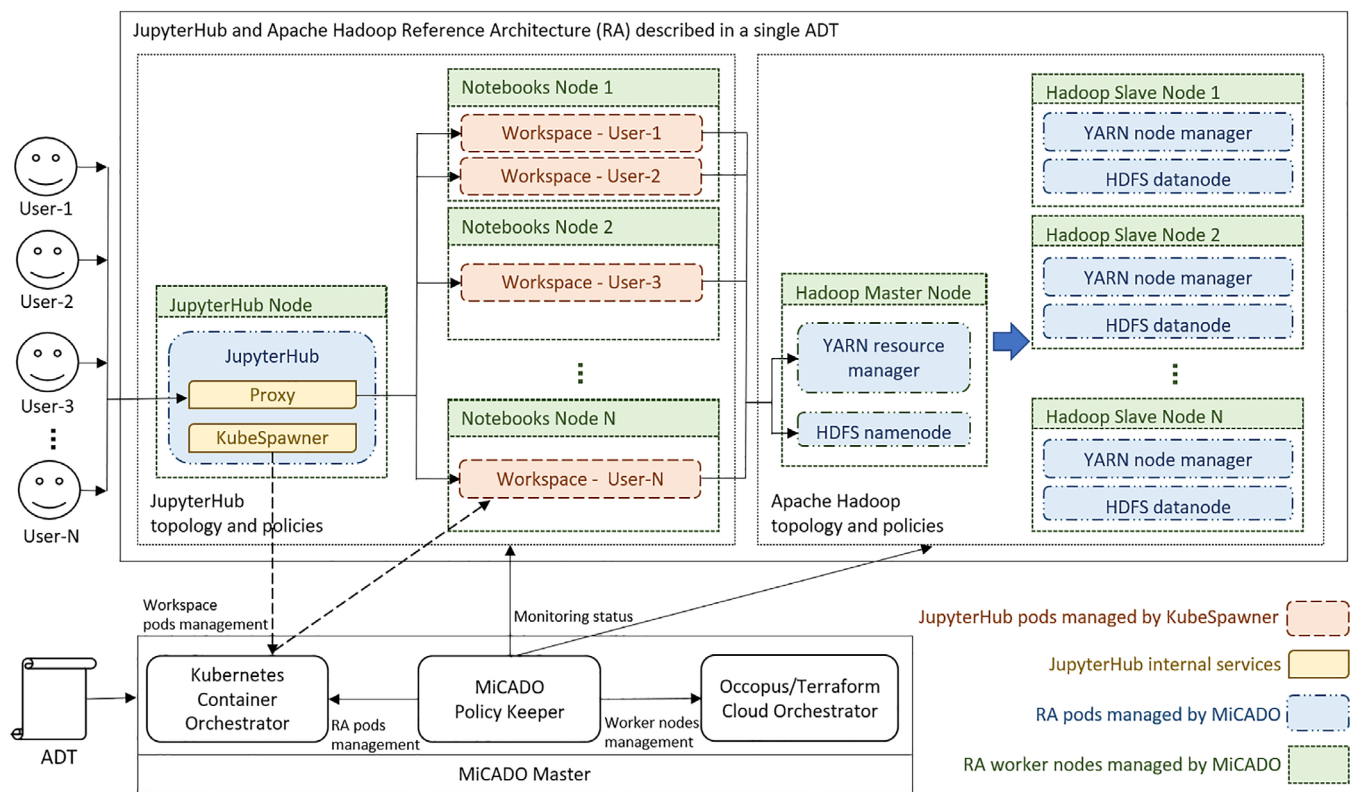 JupyterHub and Apache Hadoop Reference Architecture (RA) described in a single ADT
User-1
User-2
User-3
User-N
JupyterHub Node
JupyterHub
Proxy
KubeSpawner
JupyterHub
topology and policies
Notebooks Node 1
Workspace - User-1
Workspace - User-2
Notebooks Node 2
Workspace - User-3
Notebooks Node N
Workspace - User-N
Hadoop Master Node
YARN resource
manager
HDFS namenode
Apache Hadoop
topology and policies
Hadoop Slave Node 1
YARN node manager
HDFS datanode
Hadoop Slave Node 2
YARN node manager
HDFS datanode
Hadoop Slave Node N
YARN node manager
HDFS datanode
Workspace
pods management
Monitoring status
ADT
Kubernetes
Container
Orchestrator
RA pods
management
MiCADO
Policy Keeper
Worker nodes
management
Occopus/Terraform
Cloud Orchestrator
MiCADO Master
JupyterHub pods managed by KubeSpawner
JupyterHub internal services
RA pods managed by MiCADO
RA worker nodes managed by MiCADO